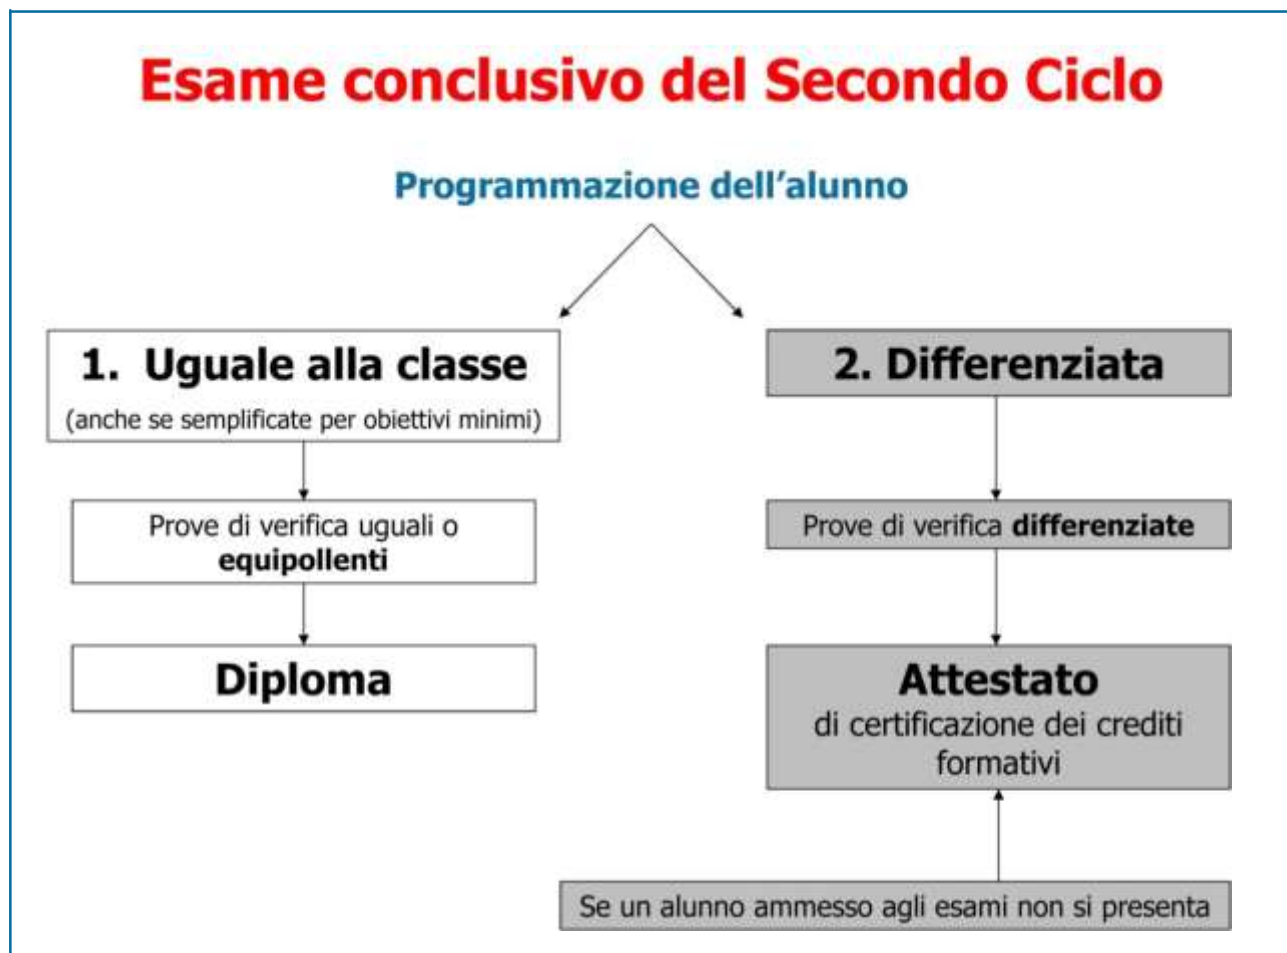 Esame conclusivo del Secondo Ciclo
Programmazione dell’alunno
1. Uguale alla classe
(anche se semplificate per obiettivi minimi)
Prove di verifica uguali o
equipollenti
Diploma
2. Differenziata
Prove di verifica differenziate
Attestato
di certificazione dei crediti
formativi
Se un alunno ammesso agli esami non si presenta